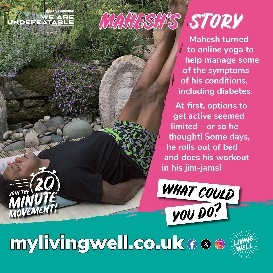 WE ARE
UNDEFEATABLE
MAHESH'S STORY
Mahesh turned
to online yoga to
help manage some
of the symptoms
of his conditions,
including diabetes.
At first, options to
get active seemed
limited – or so he
thought! Some days,
he rolls out of bed
and does his workout
in his jim-jams!
JOIN THE
20
MINUTE
MOVEMENT!
WHAT COULD
YOU DO?
mylivingwell.co.uk
LIVING
WELL